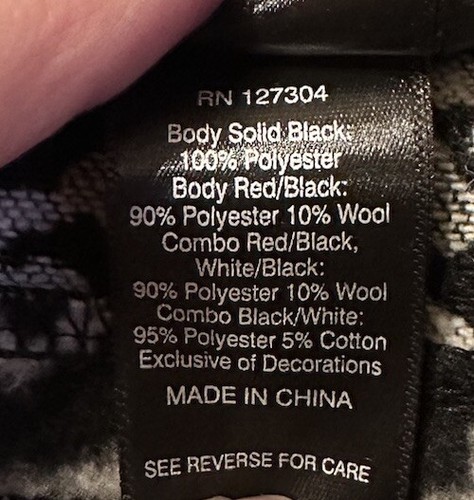 RN 127304
Body Solid Black:
100% Polyester
Body Red/Black:
90% Polyester 10% Wool
Combo Red/Black,
White/Black:
90% Polyester 10% Wool
Combo Black/White:
95% Polyester 5% Cotton
Exclusive of Decorations
MADE IN CHINA
SEE REVERSE FOR CARE